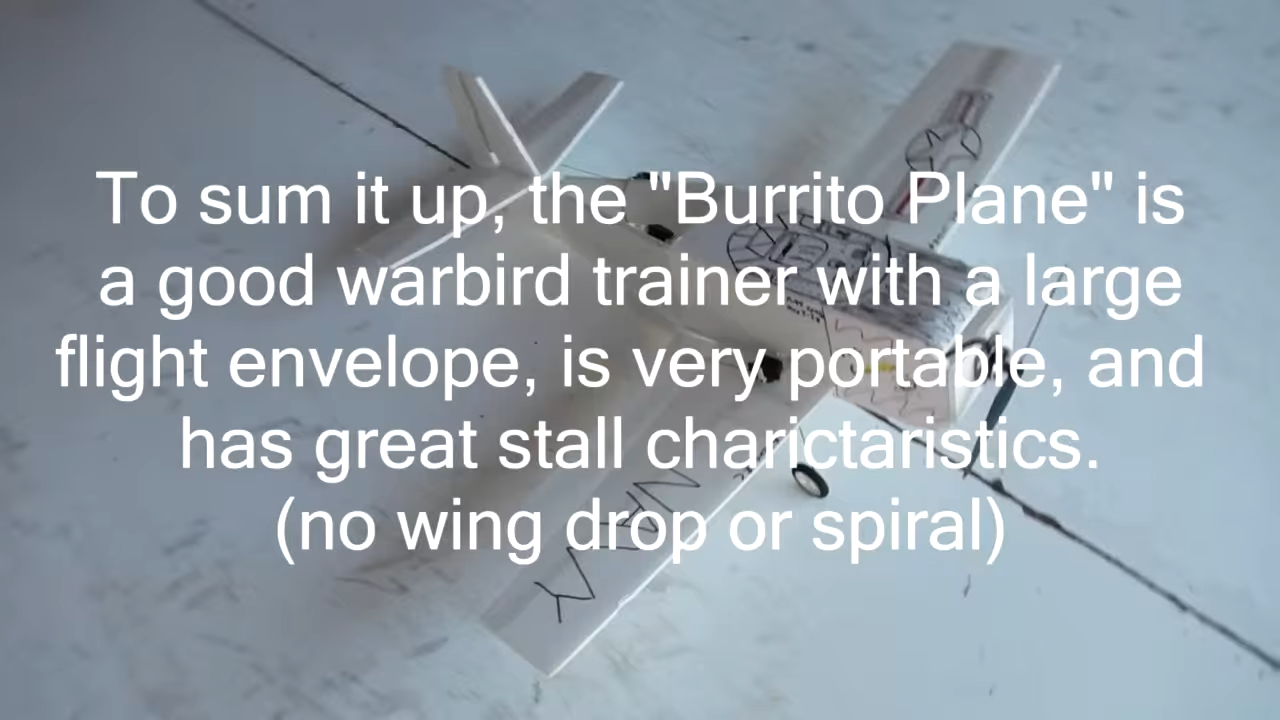 To sum it up, the "Burrito Plane" is
a good warbird trainer with a large
flight envelope, is very portable, and
has great stall charictaristics.
(no wing drop or spiral)
NAVY